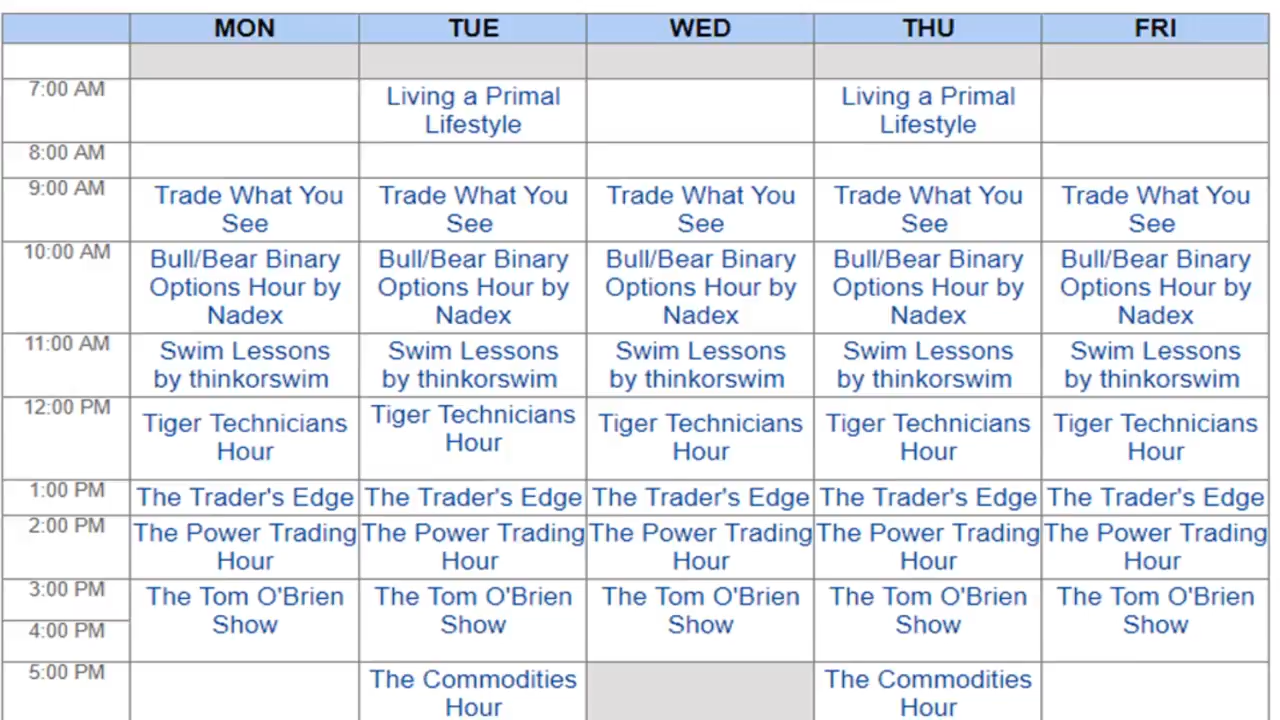 MON TUE WED THU FRI
7:00 AM
Living a Primal Living a Primal
Lifestyle Lifestyle
8:00 AM
9:00 AM
Trade What You Trade What You Trade What You Trade What You Trade What You
See See See See See
10:00 AM
Bull/Bear Binary Bull/Bear Binary Bull/Bear Binary Bull/Bear Binary Bull/Bear Binary
Options Hour by Options Hour by Options Hour by Options Hour by Options Hour by
Nadex Nadex Nadex Nadex Nadex
11:00 AM
Swim Lessons Swim Lessons Swim Lessons Swim Lessons Swim Lessons
by thinkorswim by thinkorswim by thinkorswim by thinkorswim by thinkorswim
12:00 PM
Tiger Technicians Tiger Technicians Tiger Technicians Tiger Technicians Tiger Technicians
Hour Hour Hour Hour Hour
1:00 PM
The Trader's Edge The Trader's Edge The Trader's Edge The Trader's Edge The Trader's Edge
2:00 PM
The Power Trading The Power Trading The Power Trading The Power Trading The Power Trading
Hour Hour Hour Hour Hour
3:00 PM
The Tom O'Brien The Tom O'Brien The Tom O'Brien The Tom O'Brien The Tom O'Brien
Show Show Show Show Show
4:00 PM
5:00 PM
The Commodities The Commodities
Hour Hour